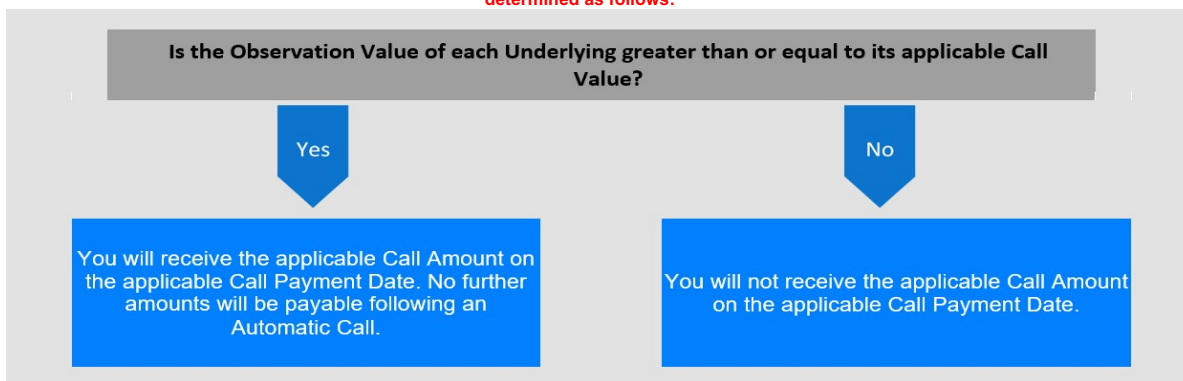 determined as follows:
Is the Observation Value of each Underlying greater than or equal to its applicable Call
Value?
Yes
No
You will receive the applicable Call Amount on
the applicable Call Payment Date. No further
amounts will be payable following an
Automatic Call.
You will not receive the applicable Call Amount
on the applicable Call Payment Date.